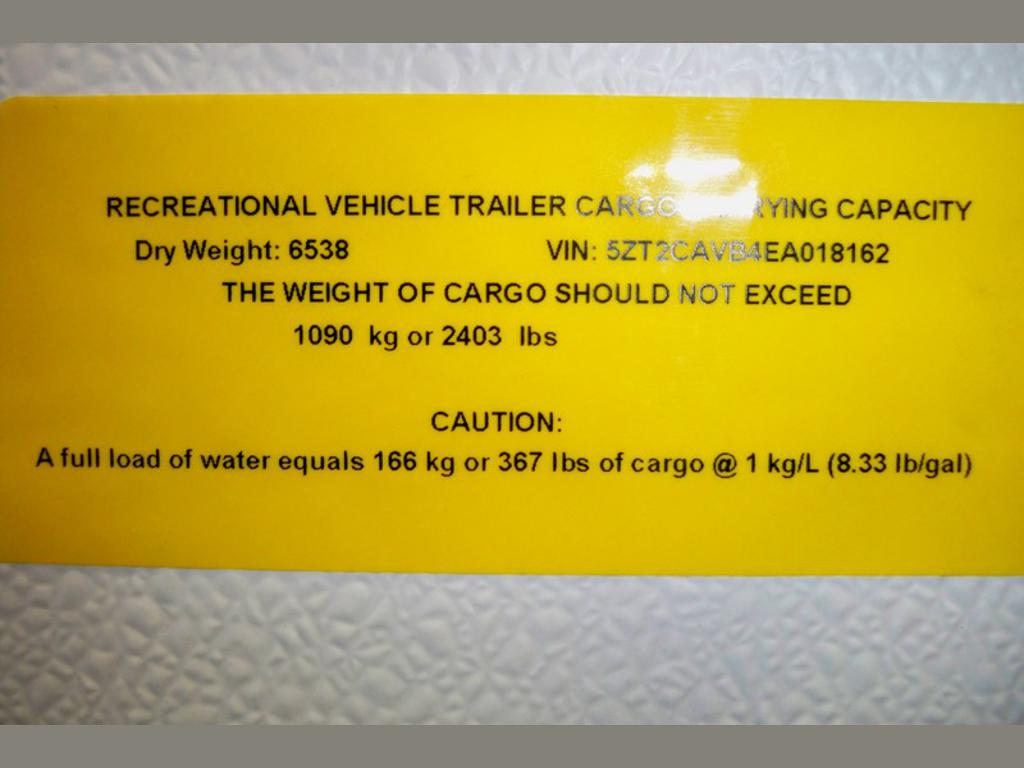 RECREATIONAL VEHICLE TRAILER CARGO CARRYING CAPACITY
Dry Weight: 6538 VIN: 5ZT2CAVB4EA018162
THE WEIGHT OF CARGO SHOULD NOT EXCEED
1090 kg or 2403 lbs
CAUTION:
A full load of water equals 166 kg or 367 lbs of cargo @ 1 kg/L (8.33 lb/gal)